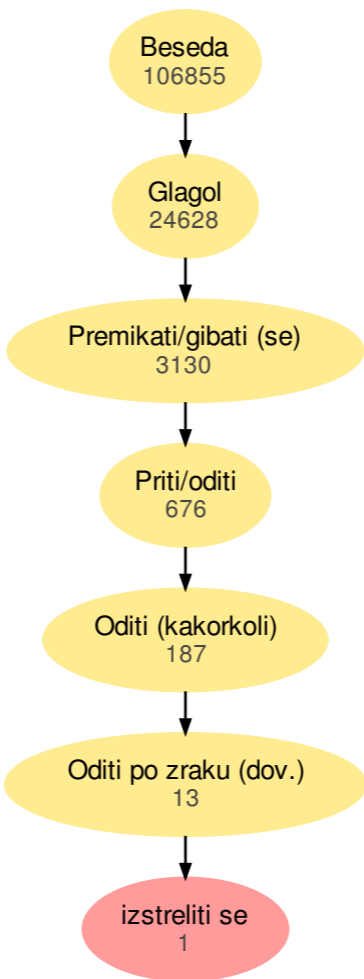 Beseda
106855
Glagol
24628
Premikati/gibati (se)
3130
Priti/oditi
676
Oditi (kakorkoli)
187
Oditi po zraku (dov.)
13
izstreliti se
1